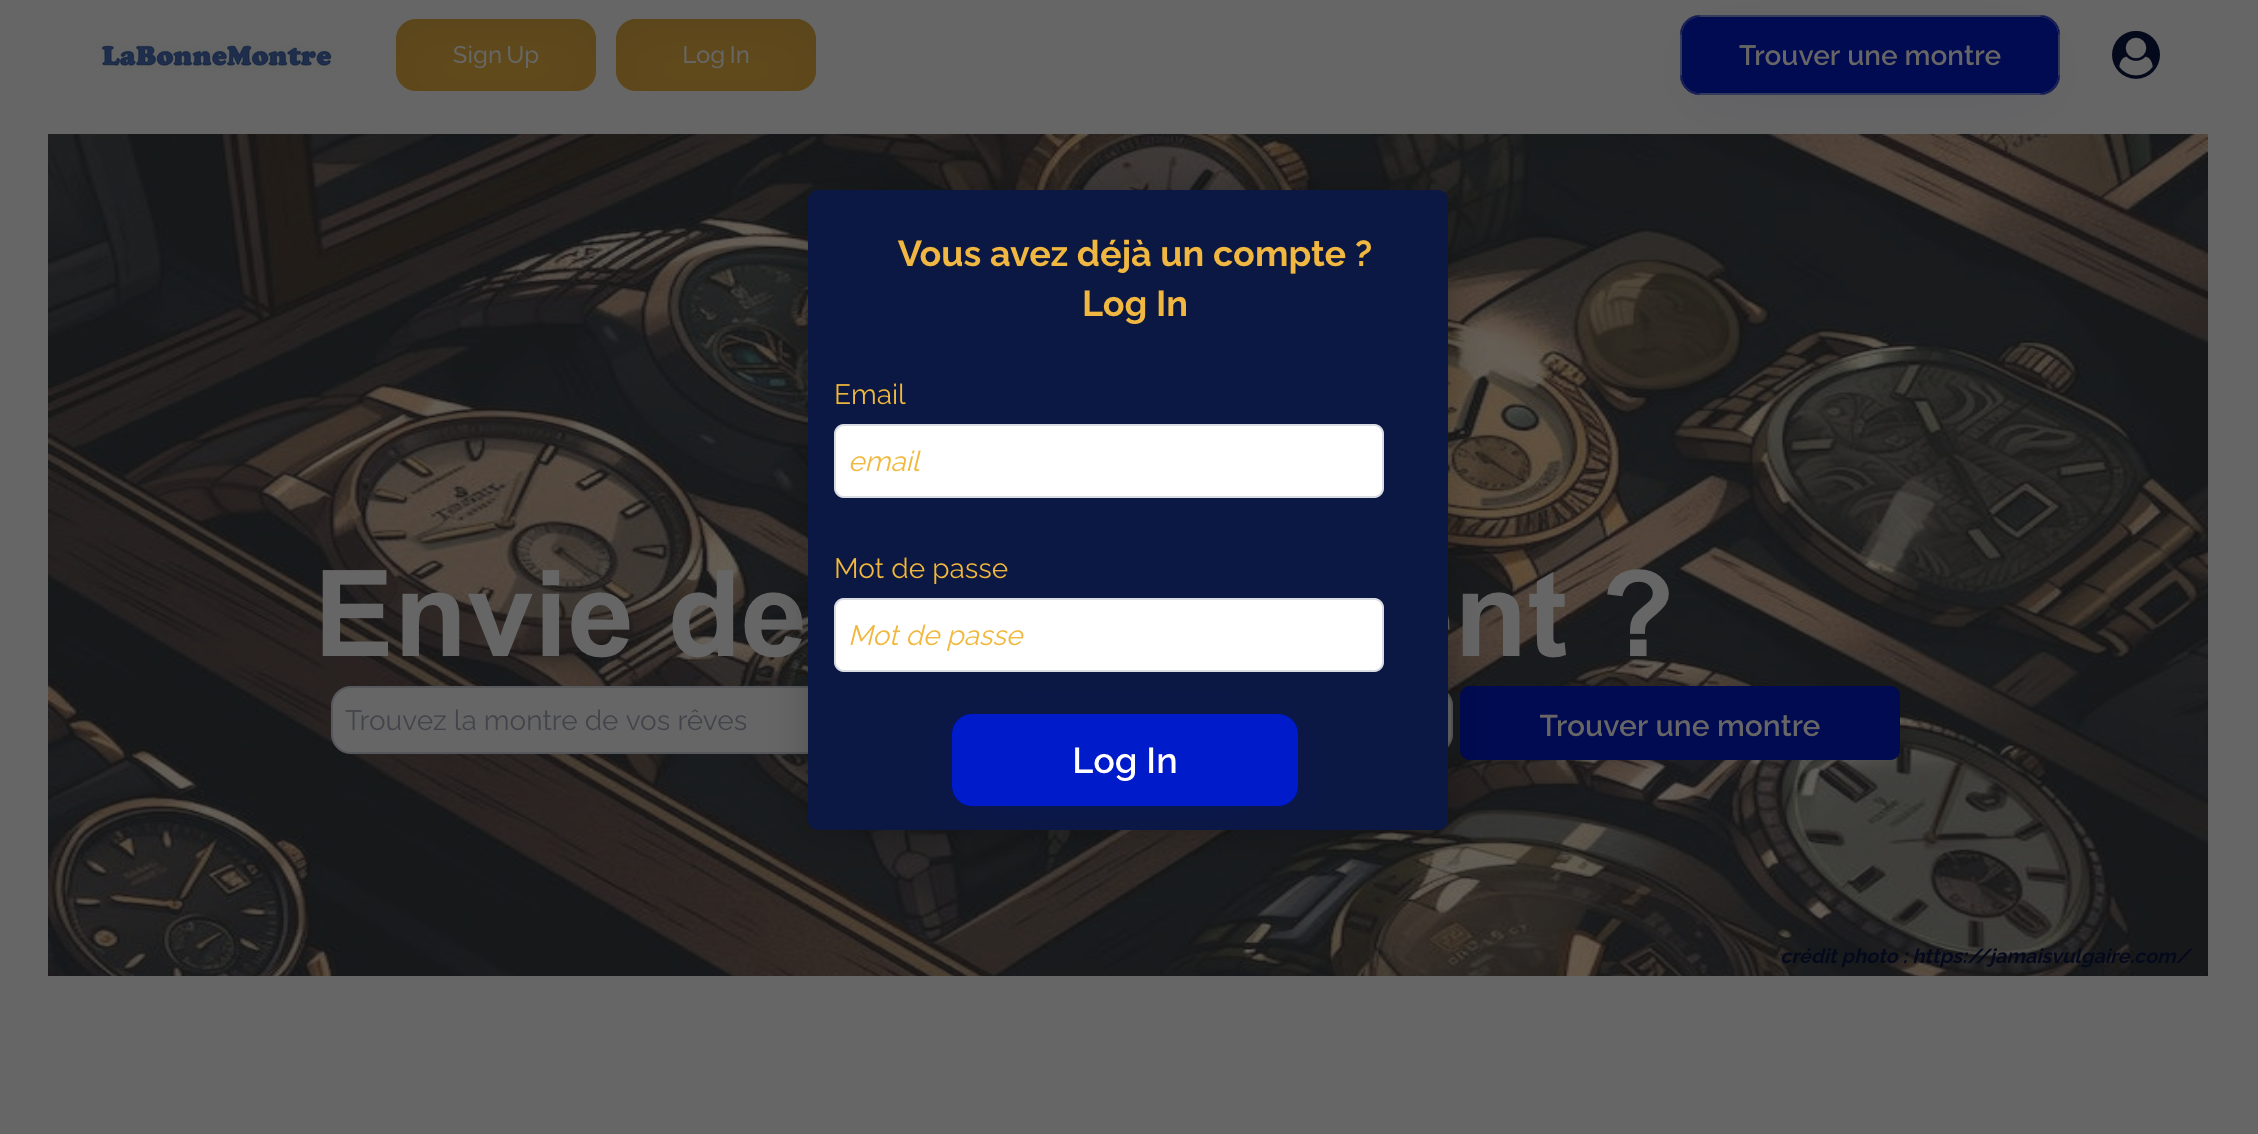 LaBonneMontre
Sign Up
Log In
Trouver une montre
Vous avez déjà un compte ?
Log In
Email
email
Mot de passe
Mot de passe
Log In
Envie de nt ?
Trouvez la montre de vos rêves
Trouver une montre
crédit photo : https://jamaisvulgaire.com/